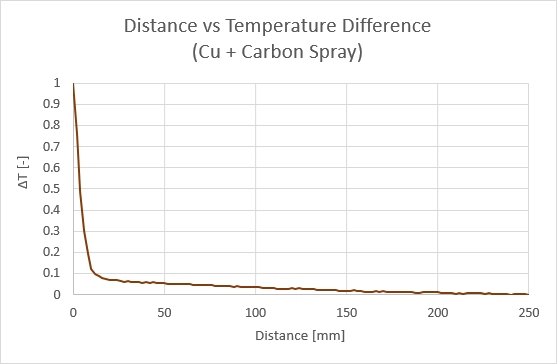 Distance vs Temperature Difference
(Cu + Carbon Spray)
1
0.9
0.8
0.7
0.6
0.5
0.4
0.3
0.2
0.1
0
ΔT [-]
0 50 100 150 200 250
Distance [mm]